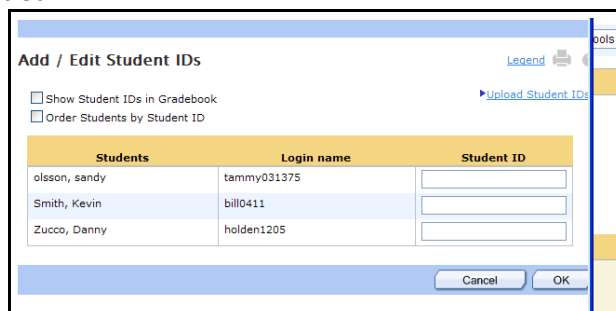 ools
Add / Edit Student IDs
Legend
Show Student IDs in Gradebook
Upload Student IDs
Order Students by Student ID
Students Login name Student ID
olsson, sandy tammy031375
Smith, Kevin bill0411
Zucco, Danny holden1205
Cancel OK